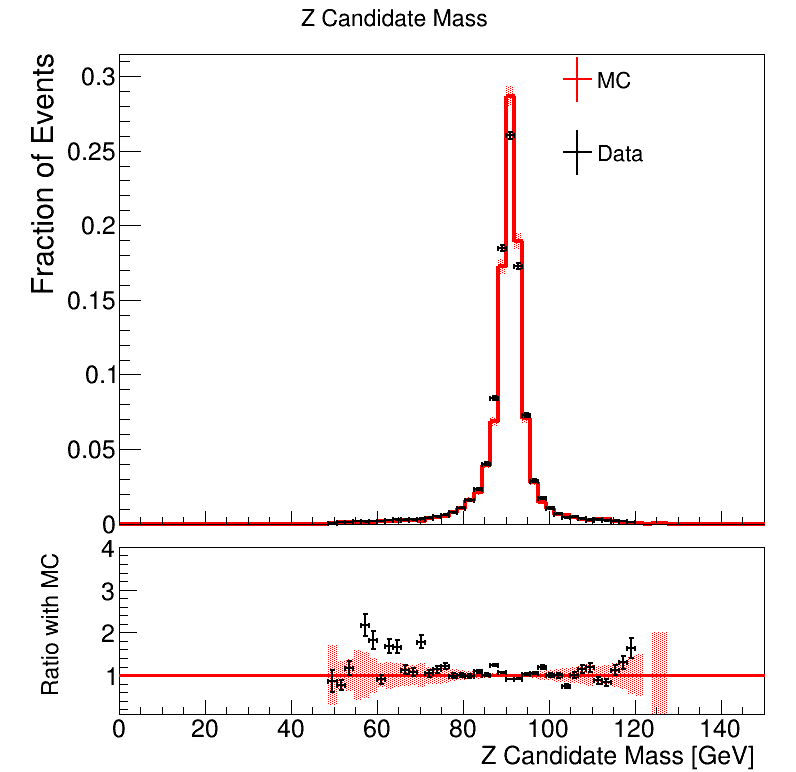 Z Candidate Mass
Fraction of Events
0.3
0.25
0.2
0.15
0.1
0.05
0
MC
Data
Ratio with MC
4
3
2
1
0 20 40 60 80 100 120 140
Z Candidate Mass [GeV]